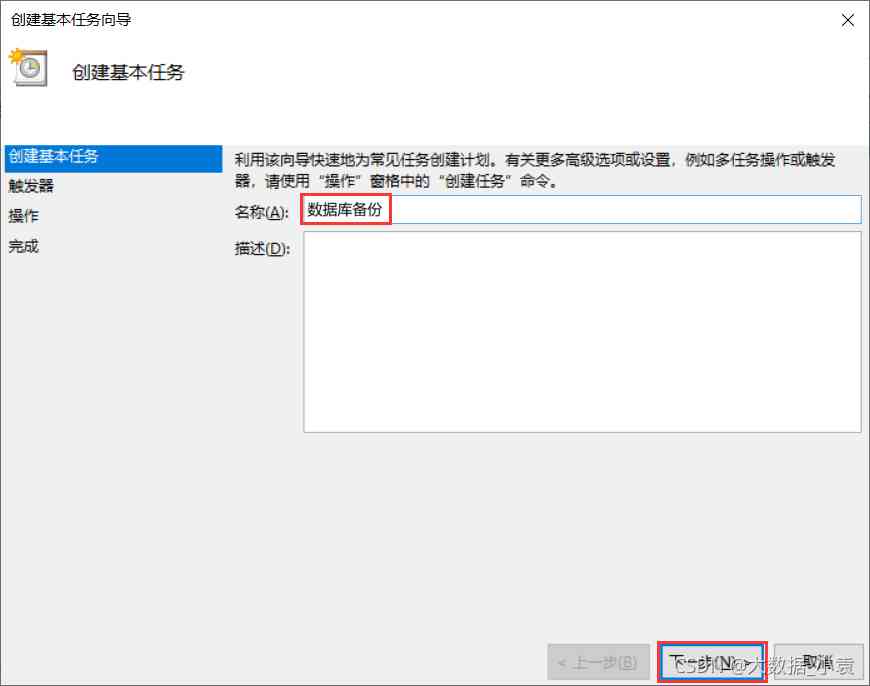 创建基本任务向导
创建基本任务
创建基本任务
触发器
操作
完成
利用该向导快速地为常见任务创建计划。有关更多高级选项或设置，例如多任务操作或触发
器，请使用“操作”窗格中的“创建任务”命令。
名称(A):
数据库备份
描述(D):
< 上一步(B)
下一步(N) >
取消
CSDN @大数据_小袁